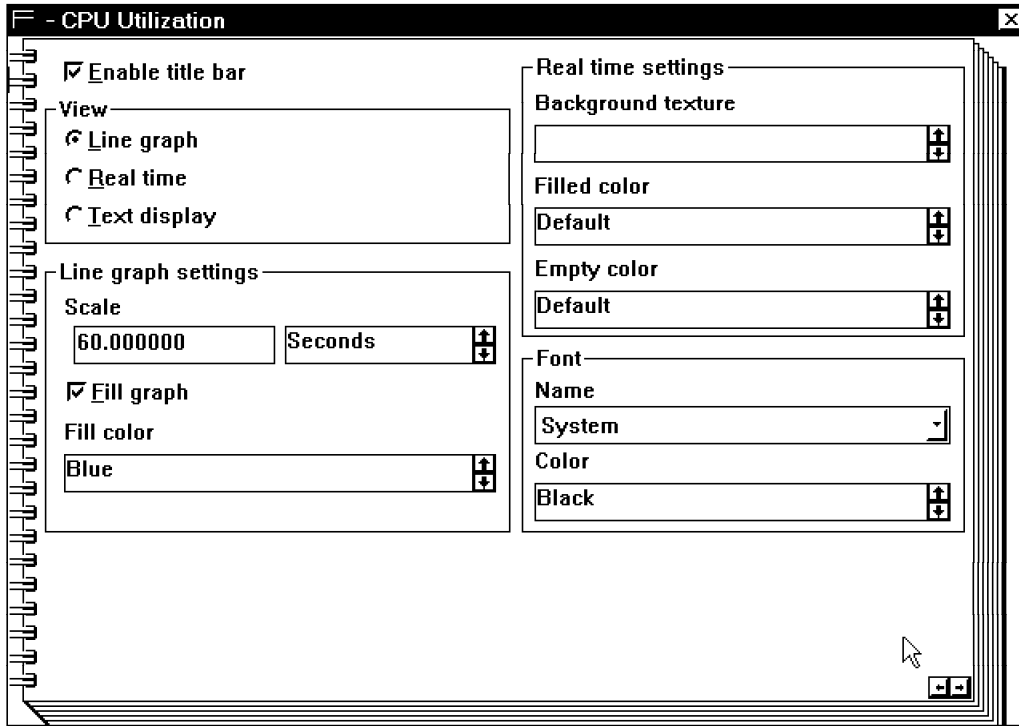 - CPU Utilization
Enable title bar
View
Line graph
Real time
Text display
Line graph settings
Scale
60.000000
Seconds
Fill graph
Fill color
Blue
Real time settings
Background texture
Filled color
Default
Empty color
Default
Font
Name
System
Color
Black